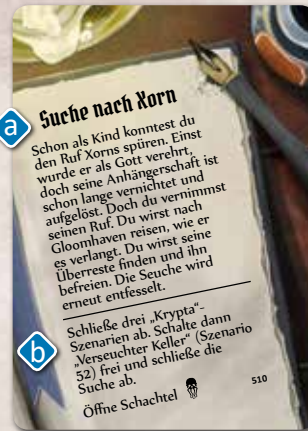 a
Suche nach Xorn
Schon als Kind konntest du
den Ruf Xorns spüren. Einst
wurde er als Gott verehrt,
doch seine Anhängerschaft ist
schon lange vernichtet und
aufgelöst. Doch du vernimmst
seinen Ruf. Du wirst nach
Gloomhaven reisen, wie er
es verlangt. Du wirst seine
Überreste finden und ihn
befreien. Die Seuche wird
erneut entfesselt.
b
Schließe drei „Krypta“-
Szenarien ab. Schalte dann
„Verseuchter Keller“ (Szenario
52) frei und schließe die
Suche ab.
Öffne Schachtel
510